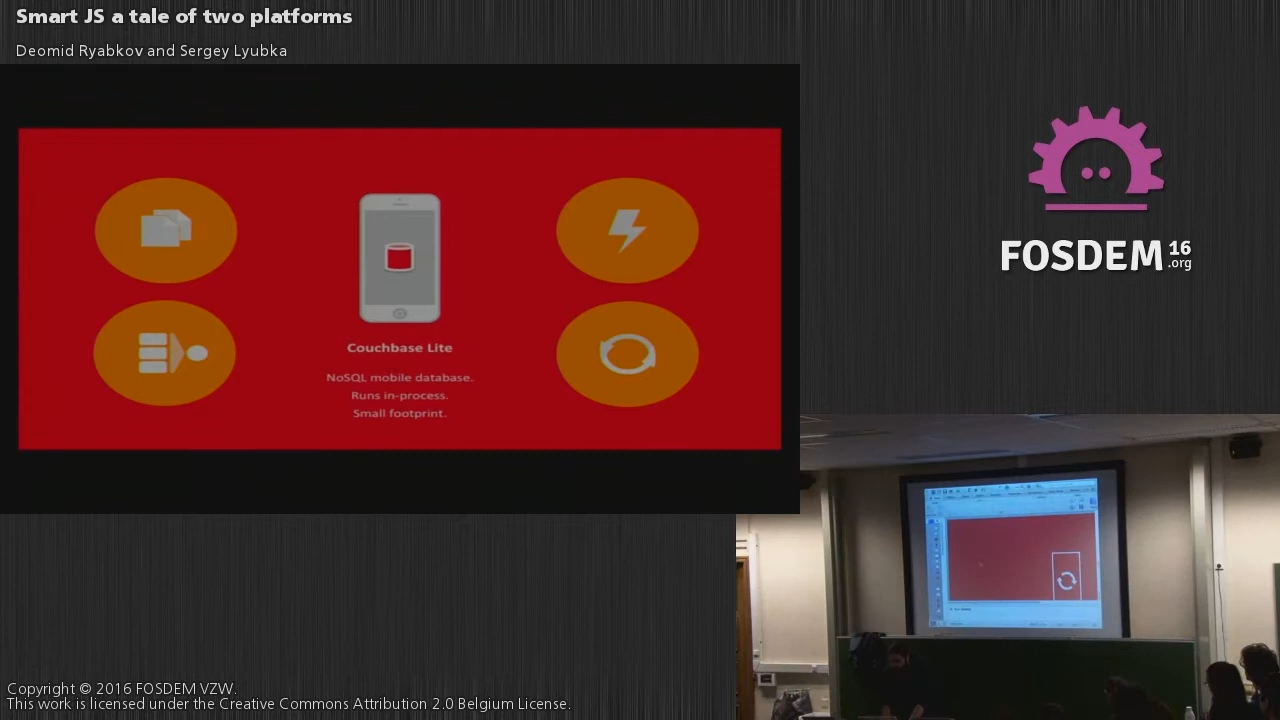 Smart JS a tale of two platforms
Deomid Ryabkov and Sergey Lyubka
Couchbase Lite
NoSQL mobile database.
Runs in-process.
Small footprint.
FOSDEM 16
.org
Copyright © 2016 FOSDEM VZW.
This work is licensed under the Creative Commons Attribution 2.0 Belgium License.